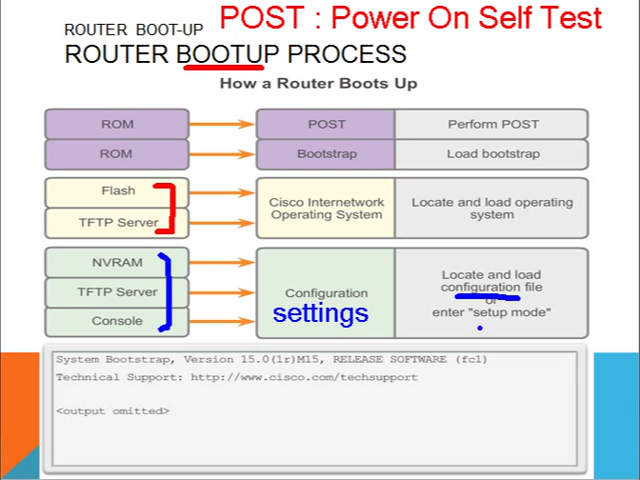 ROUTER BOOT-UP
POST : Power On Self Test
ROUTER BOOTUP PROCESS
How a Router Boots Up
ROM
POST
Perform POST
ROM
Bootstrap
Load bootstrap
Flash
TFTP Server
Cisco Internetwork
Operating System
Locate and load operating
system
NVRAM
TFTP Server
Console
Configuration
settings
Locate and load
configuration file
or
enter "setup mode"
System Bootstrap, Version 15.0(1r)M15, RELEASE SOFTWARE (fc1)
Technical Support: http://www.cisco.com/techsupport
<output omitted>